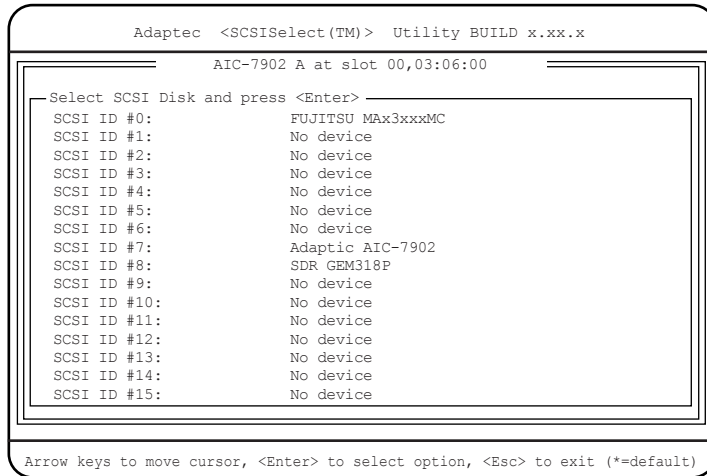 Adaptec <SCSISelect(TM)> Utility BUILD x.xx.x
AIC-7902 A at slot 00,03:06:00
Select SCSI Disk and press <Enter>
SCSI ID #0: FUJITSU MAx3xxxMC
SCSI ID #1: No device
SCSI ID #2: No device
SCSI ID #3: No device
SCSI ID #4: No device
SCSI ID #5: No device
SCSI ID #6: No device
SCSI ID #7: Adaptic AIC-7902
SCSI ID #8: SDR GEM318P
SCSI ID #9: No device
SCSI ID #10: No device
SCSI ID #11: No device
SCSI ID #12: No device
SCSI ID #13: No device
SCSI ID #14: No device
SCSI ID #15: No device
Arrow keys to move cursor, <Enter> to select option, <Esc> to exit (*=default)